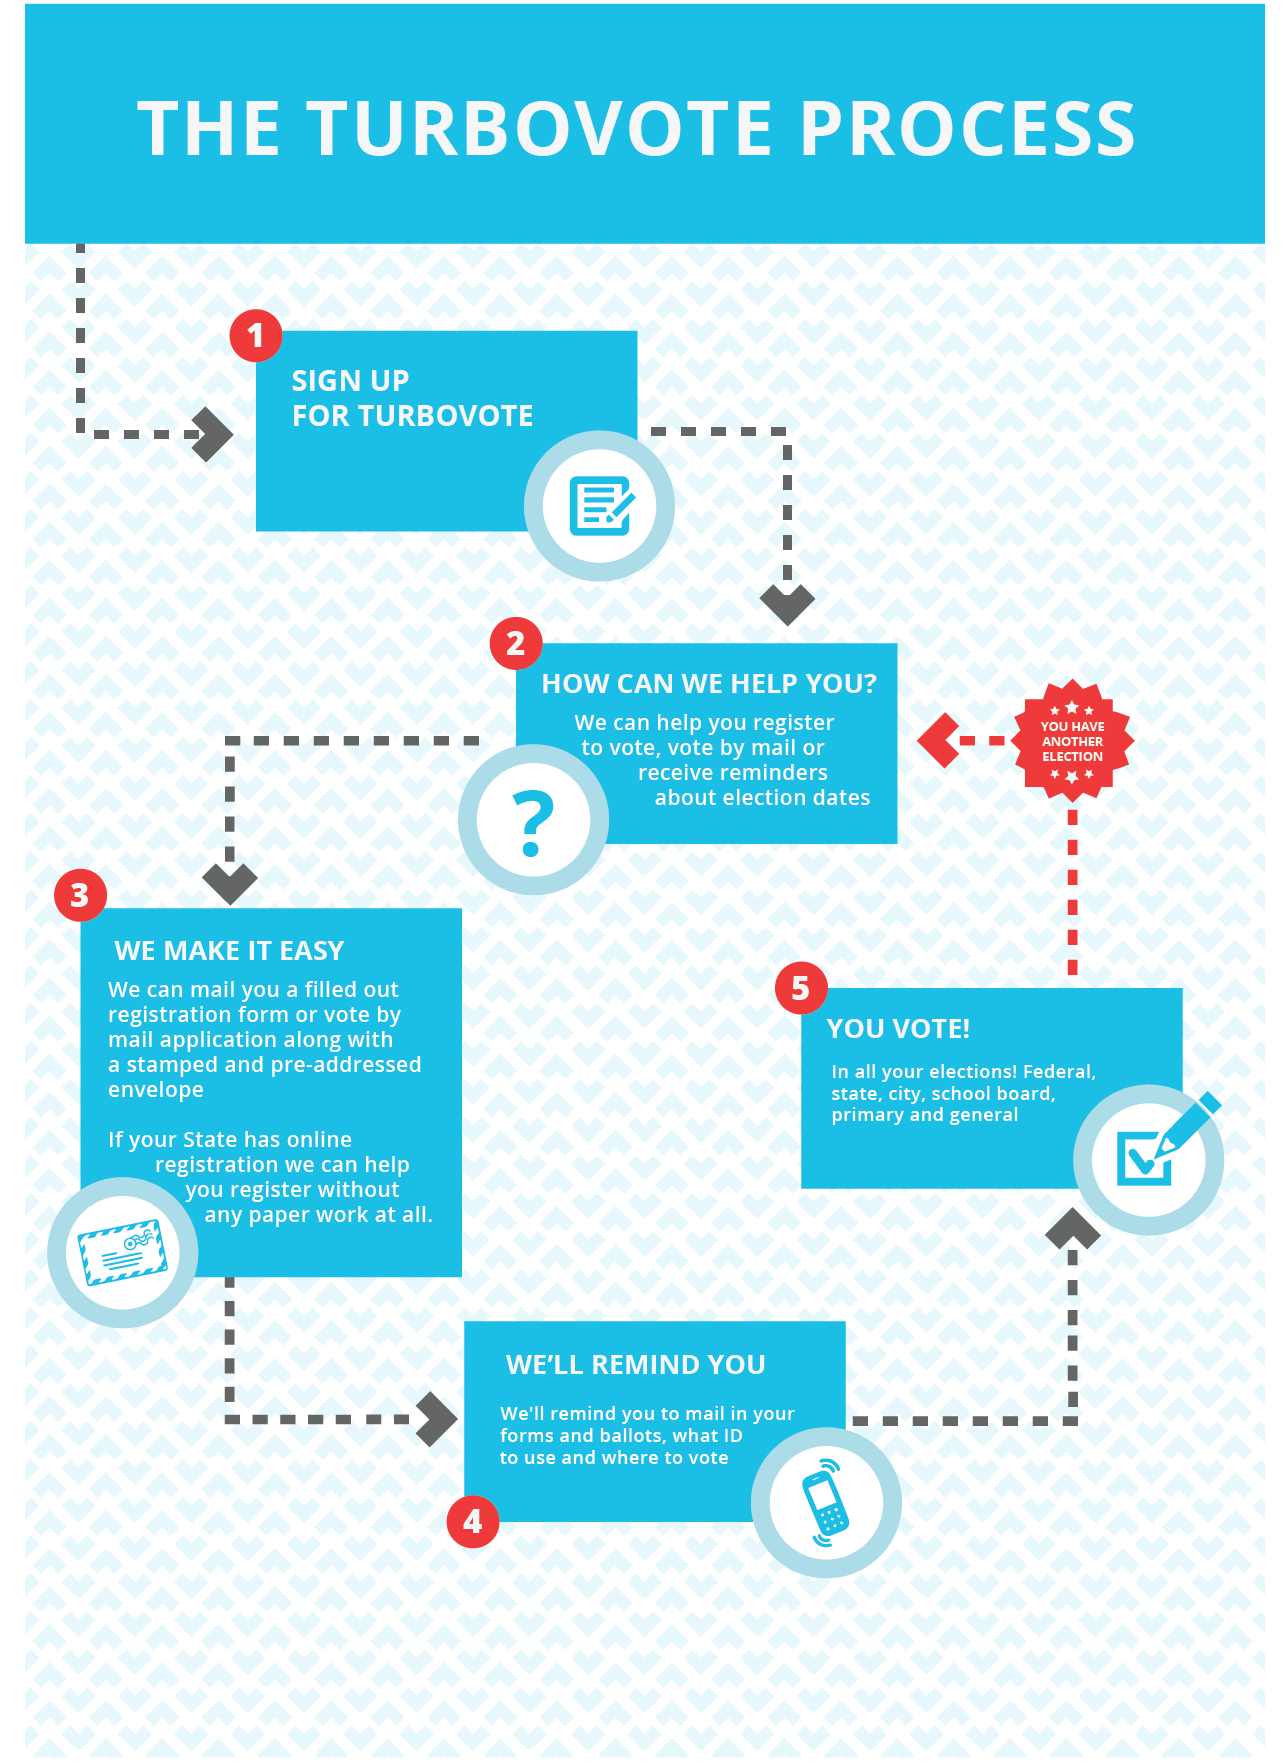 THE TURBOVOTE PROCESS
1
SIGN UP
FOR TURBOVOTE
2
HOW CAN WE HELP YOU?
We can help you register
to vote, vote by mail or
receive reminders
about election dates
?
YOU HAVE
ANOTHER
ELECTION
3
WE MAKE IT EASY
We can mail you a filled out
registration form or vote by
mail application along with
a stamped and pre-addressed
envelope
If your State has online
registration we can help
you register without
any paper work at all.
5
YOU VOTE!
In all your elections! Federal,
state, city, school board,
primary and general
WE’LL REMIND YOU
We'll remind you to mail in your
forms and ballots, what ID
to use and where to vote
4